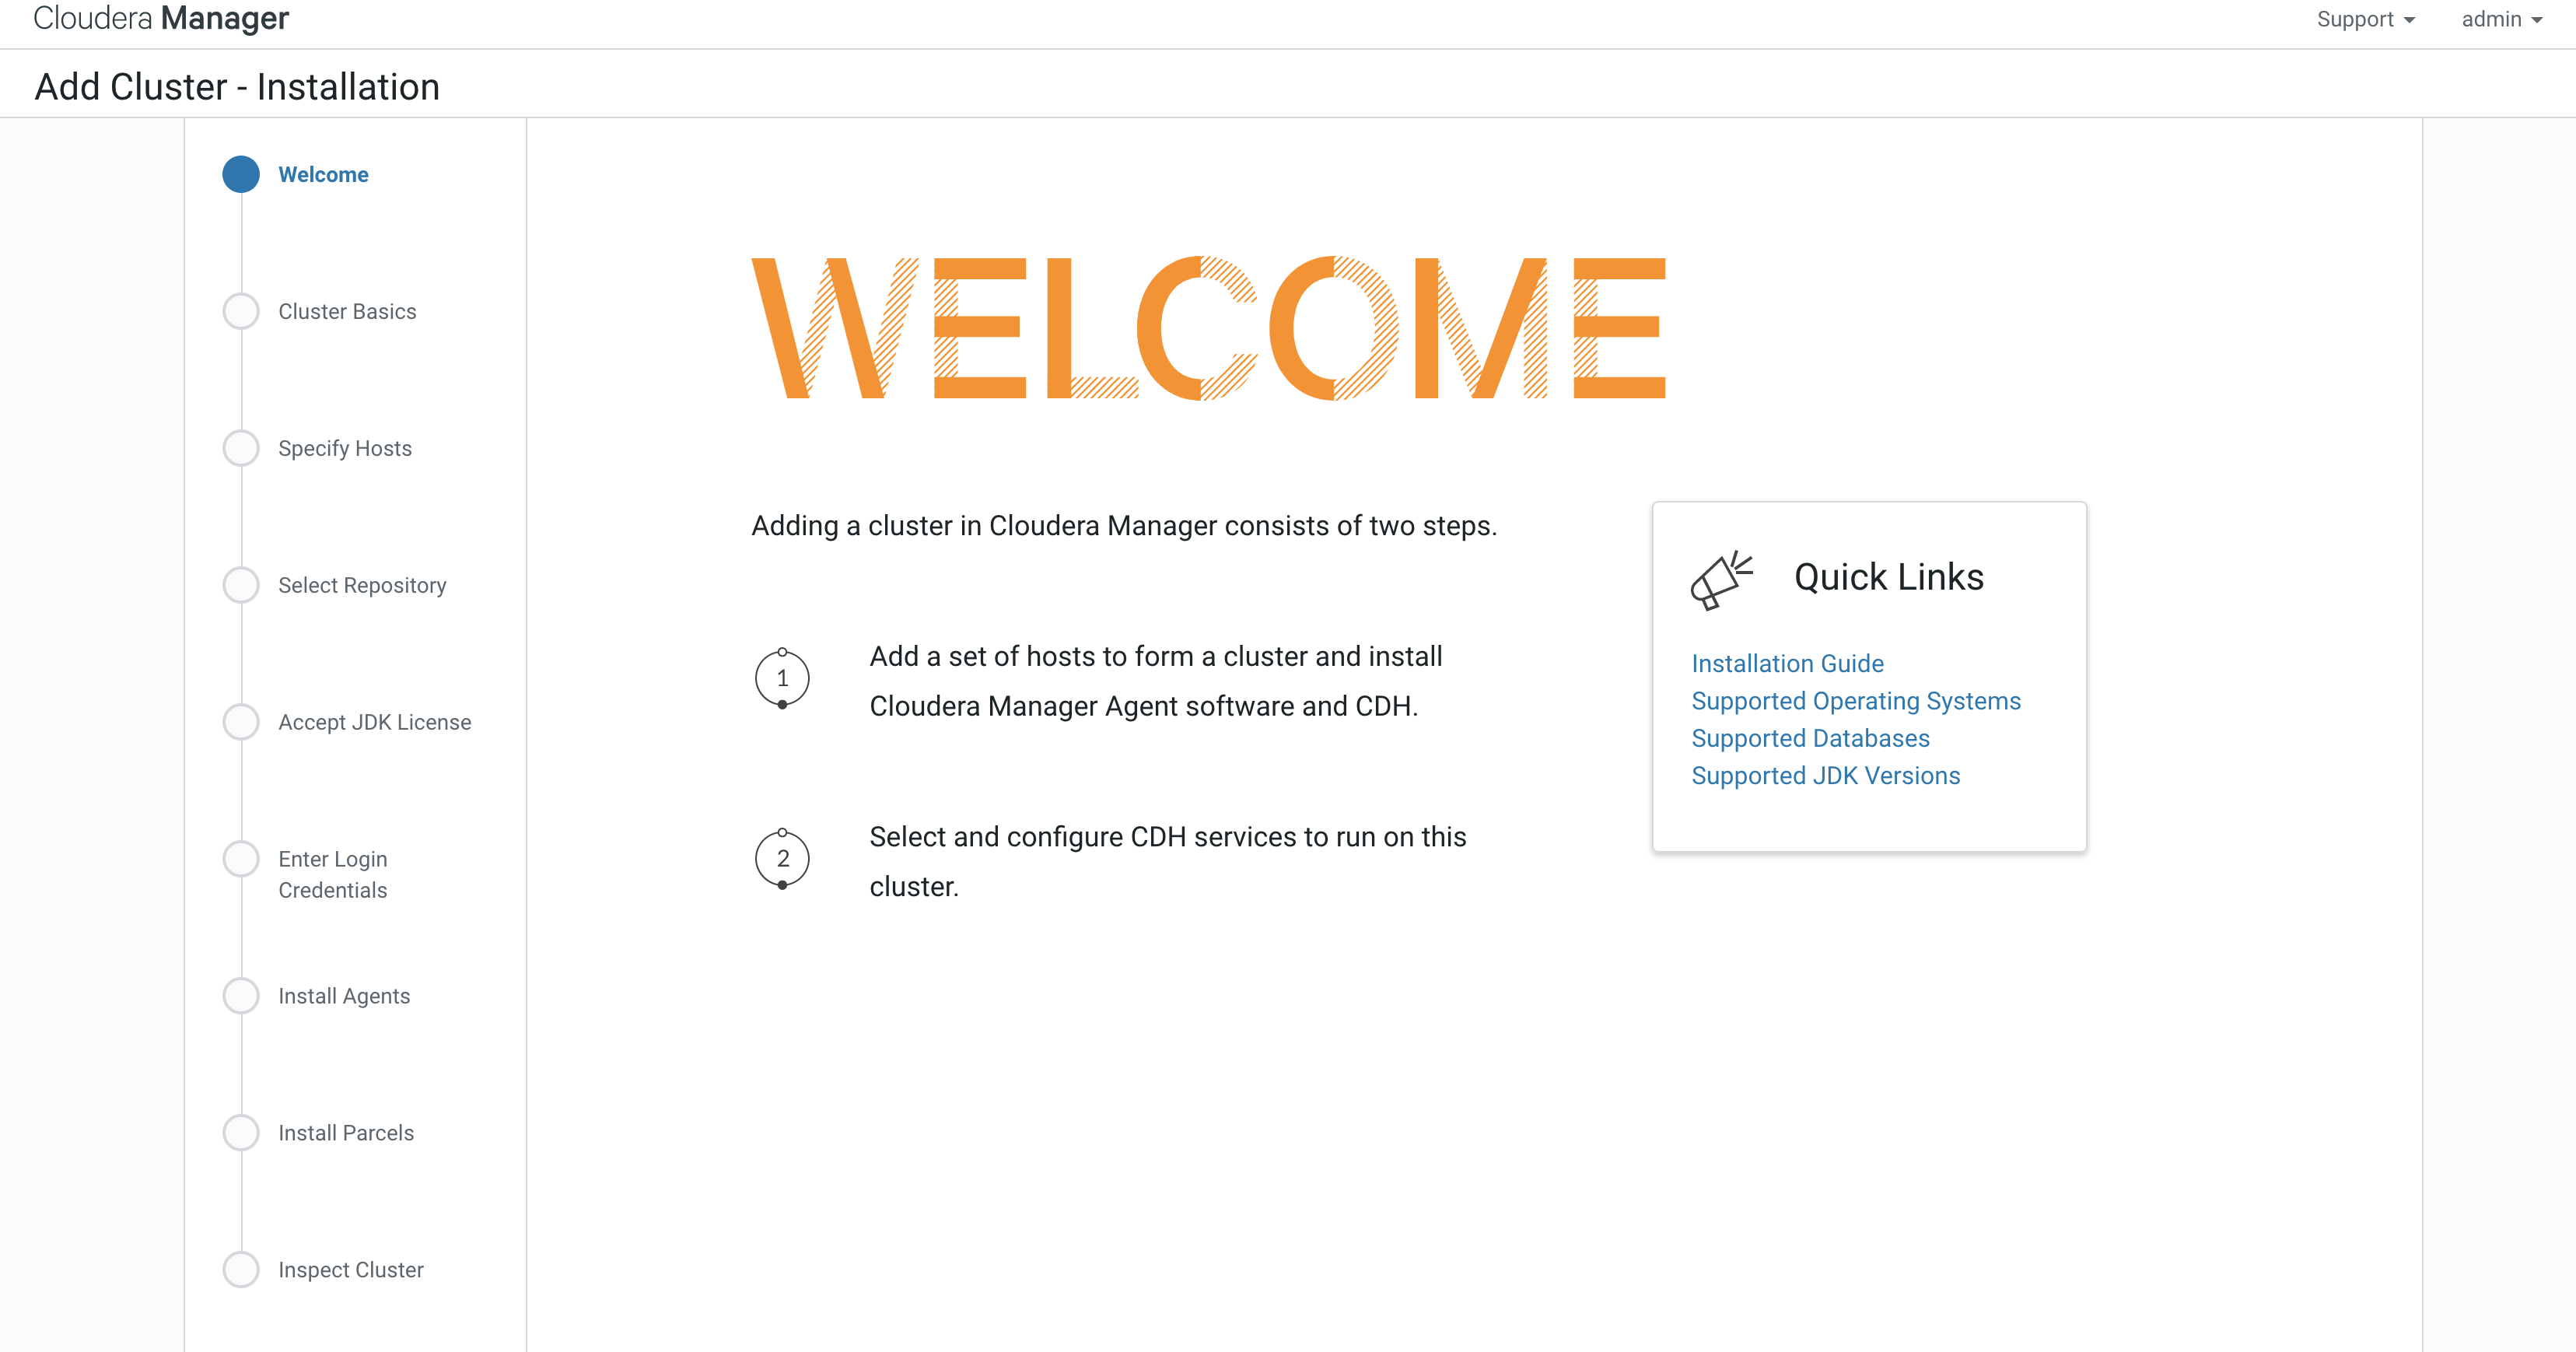 Cloudera Manager
Support
admin
Add Cluster - Installation
Welcome
Cluster Basics
Specify Hosts
Select Repository
Accept JDK License
Enter Login
Credentials
Install Agents
Install Parcels
Inspect Cluster
WELCOME
Adding a cluster in Cloudera Manager consists of two steps.
1
Add a set of hosts to form a cluster and install
Cloudera Manager Agent software and CDH.
2
Select and configure CDH services to run on this
cluster.
Quick Links
Installation Guide
Supported Operating Systems
Supported Databases
Supported JDK Versions